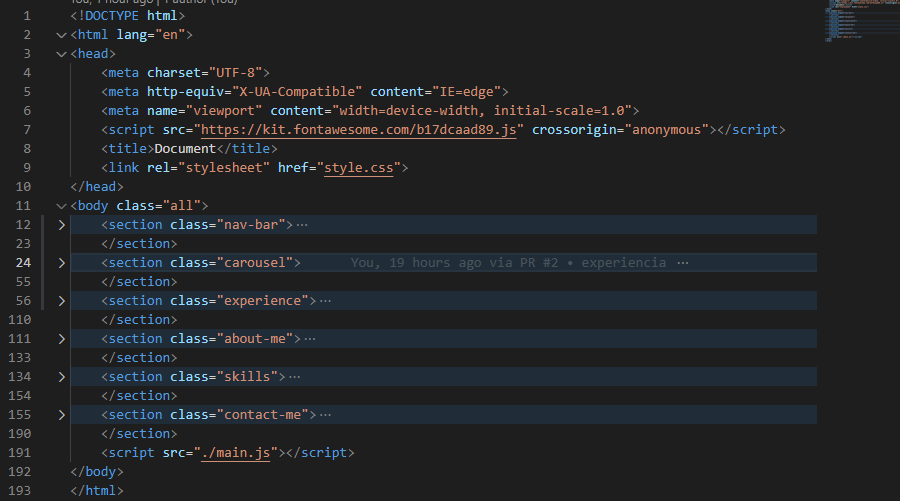 You, 1 hour ago | 1 author (You)
1 <!DOCTYPE html>
2 <html lang="en">
3 <head>
4 <meta charset="UTF-8">
5 <meta http-equiv="X-UA-Compatible" content="IE=edge">
6 <meta name="viewport" content="width=device-width, initial-scale=1.0">
7 <script src="https://kit.fontawesome.com/b17dcaad89.js" crossorigin="anonymous"></script>
8 <title>Document</title>
9 <link rel="stylesheet" href="style.css">
10 </head>
11 <body class="all">
12 <section class="nav-bar">···
23 </section>
24 <section class="carousel"> You, 19 hours ago via PR #2 • experiencia ···
55 </section>
56 <section class="experience">···
110 </section>
111 <section class="about-me">···
133 </section>
134 <section class="skills">···
154 </section>
155 <section class="contact-me">···
190 </section>
191 <script src="./main.js"></script>
192 </body>
193 </html>